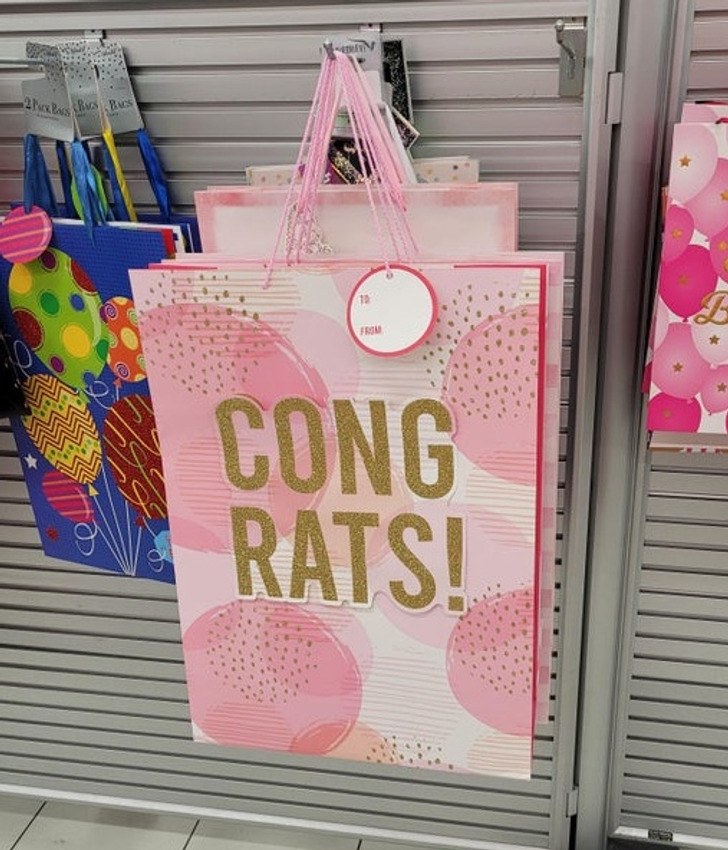 2 PACK BAGS
BAGS
BAGS
TO:
FROM:
CONG
RATS!